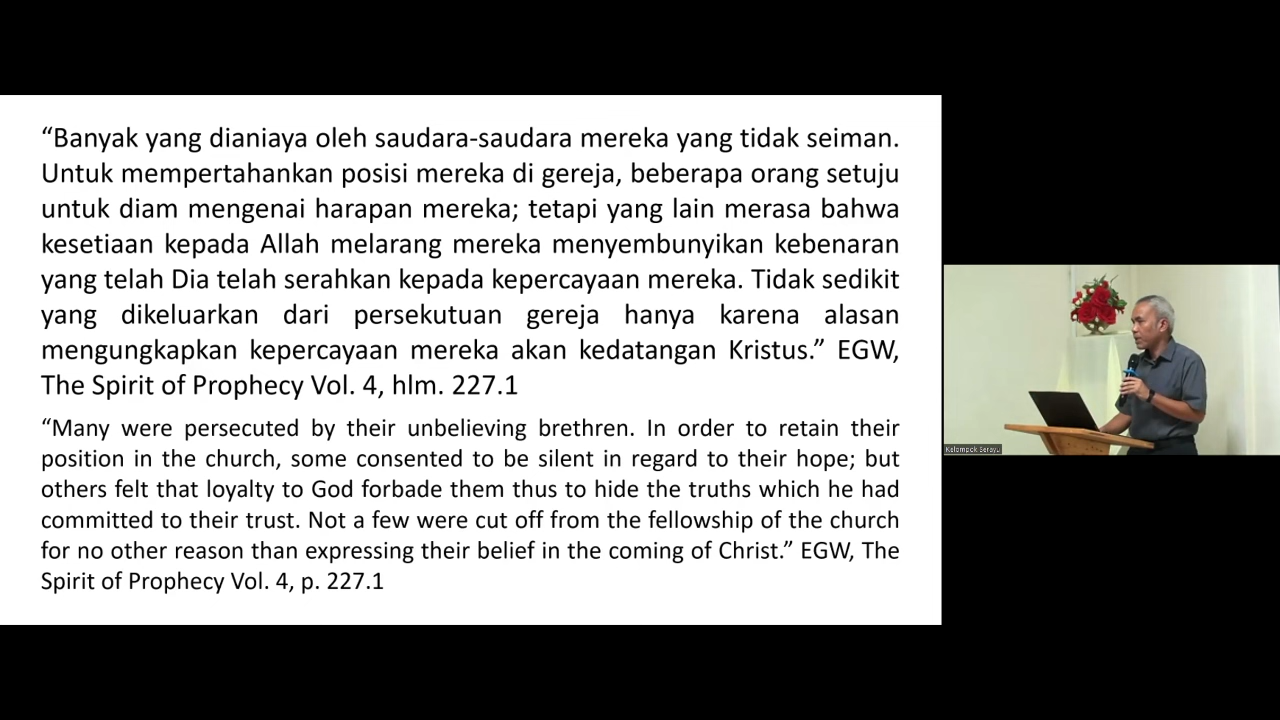 “Banyak yang dianiaya oleh saudara-saudara mereka yang tidak seiman.
Untuk mempertahankan posisi mereka di gereja, beberapa orang setuju
untuk diam mengenai harapan mereka; tetapi yang lain merasa bahwa
kesetiaan kepada Allah melarang mereka menyembunyikan kebenaran
yang telah Dia telah serahkan kepada kepercayaan mereka. Tidak sedikit
yang dikeluarkan dari persekutuan gereja hanya karena alasan
mengungkapkan kepercayaan mereka akan kedatangan Kristus.” EGW,
The Spirit of Prophecy Vol. 4, hlm. 227.1
“Many were persecuted by their unbelieving brethren. In order to retain their
position in the church, some consented to be silent in regard to their hope; but
others felt that loyalty to God forbade them thus to hide the truths which he had
committed to their trust. Not a few were cut off from the fellowship of the church
for no other reason than expressing their belief in the coming of Christ.” EGW, The
Spirit of Prophecy Vol. 4, p. 227.1
Kelompok Serayu